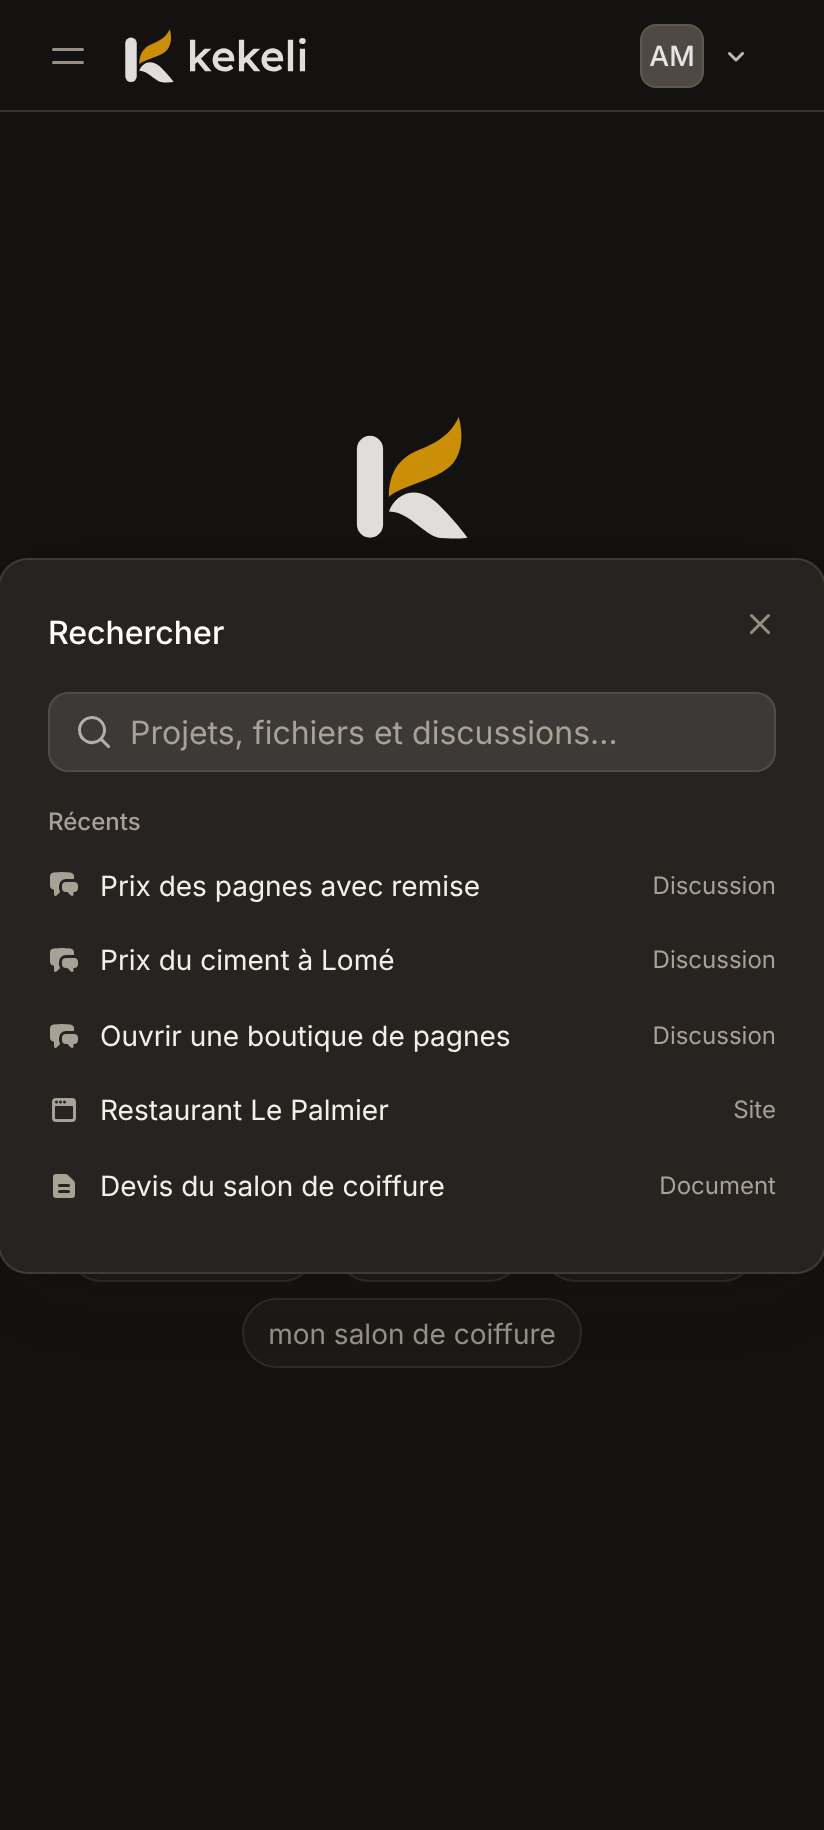 kekeli
AM
Rechercher
Projets, fichiers et discussions...
Récents
Prix des pagnes avec remise Discussion
Prix du ciment à Lomé Discussion
Ouvrir une boutique de pagnes Discussion
Restaurant Le Palmier Site
Devis du salon de coiffure Document
mon salon de coiffure